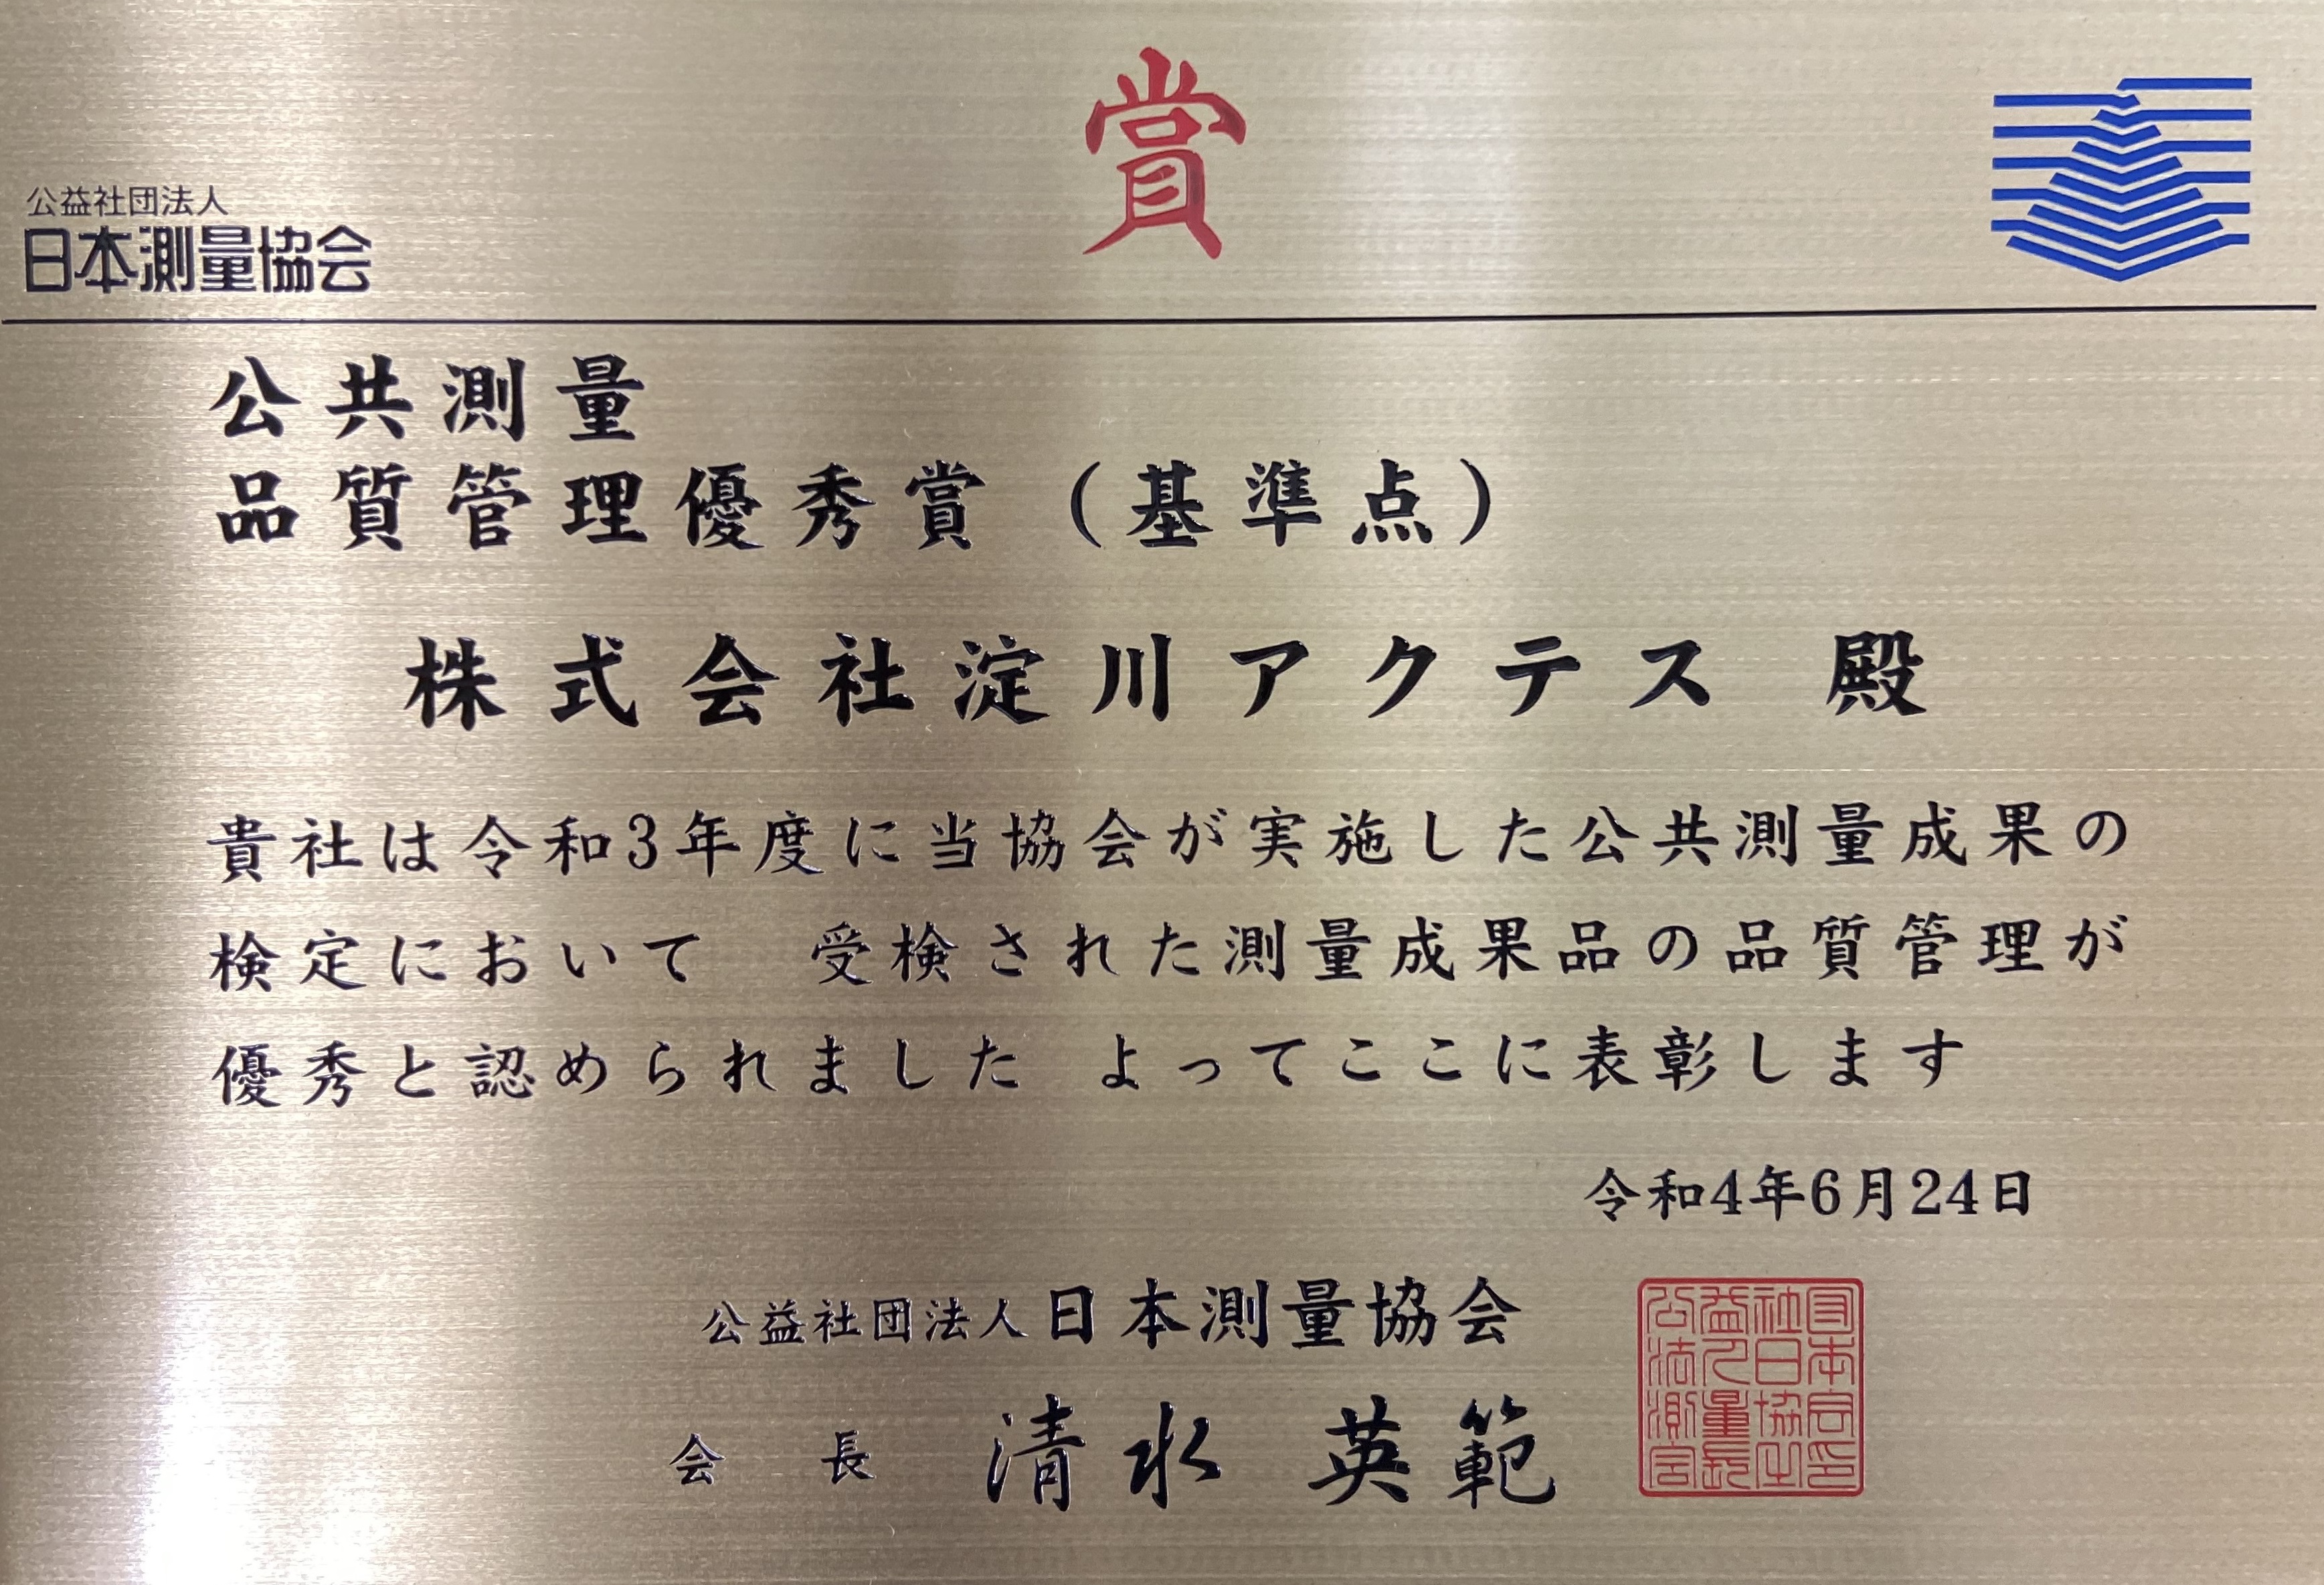 賞
公益社団法人
日本測量協会
公共測量
品質管理優秀賞（基準点）
株式会社淀川アクテス　殿
貴社は令和3年度に当協会が実施した公共測量成果の
検定において　受検された測量成果品の品質管理が
優秀と認められました　よってここに表彰します
令和4年6月24日
公益社団法人日本測量協会
会　長　清水　英範